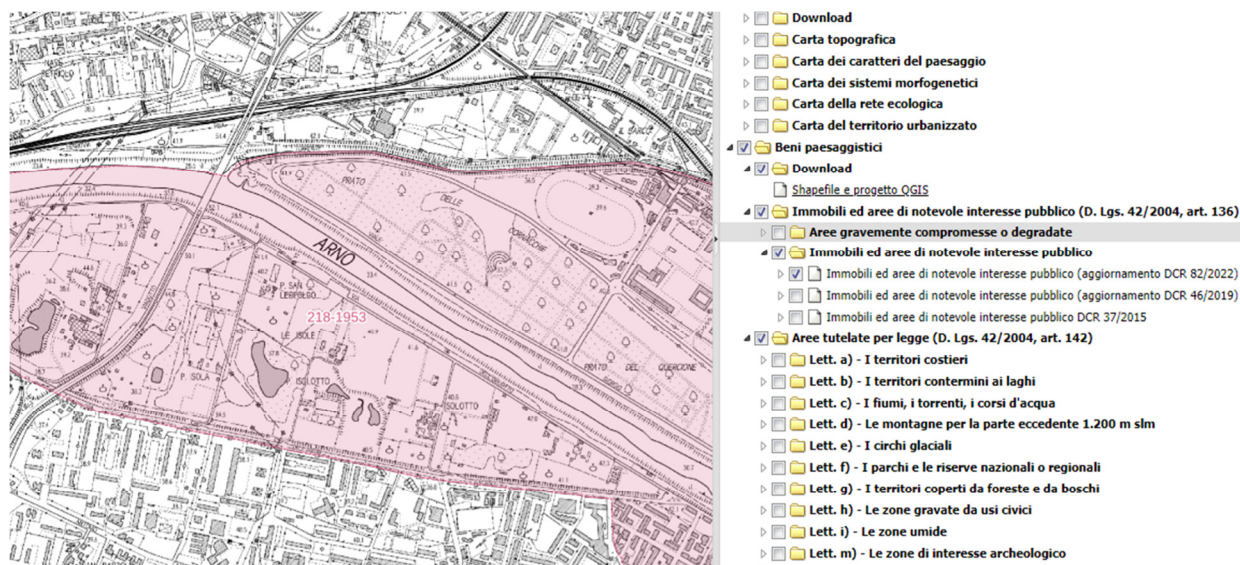 PETRIOLO
IL BARCO
PRATO
DELLE
CORNACCHIE
ARNO
P. SAN
LEOPOLDO
218-1953
LE ISOLE
P. SOLA
ISOLOTTO
P. ISOLOTTO
PRATO DEL QUERCIONE
Download
Carta topografica
Carta dei caratteri del paesaggio
Carta dei sistemi morfogenetici
Carta della rete ecologica
Carta del territorio urbanizzato
Beni paesaggistici
Download
Shapefile e progetto QGIS
Immobili ed aree di notevole interesse pubblico (D. Lgs. 42/2004, art. 136)
Aree gravemente compromesse o degradate
Immobili ed aree di notevole interesse pubblico
Immobili ed aree di notevole interesse pubblico (aggiornamento DCR 82/2022)
Immobili ed aree di notevole interesse pubblico (aggiornamento DCR 46/2019)
Immobili ed aree di notevole interesse pubblico DCR 37/2015
Aree tutelate per legge (D. Lgs. 42/2004, art. 142)
Lett. a) - I territori costieri
Lett. b) - I territori contermini ai laghi
Lett. c) - I fiumi, i torrenti, i corsi d'acqua
Lett. d) - Le montagne per la parte eccedente 1.200 m slm
Lett. e) - I circhi glaciali
Lett. f) - I parchi e le riserve nazionali o regionali
Lett. g) - I territori coperti da foreste e da boschi
Lett. h) - Le zone gravate da usi civici
Lett. i) - Le zone umide
Lett. m) - Le zone di interesse archeologico